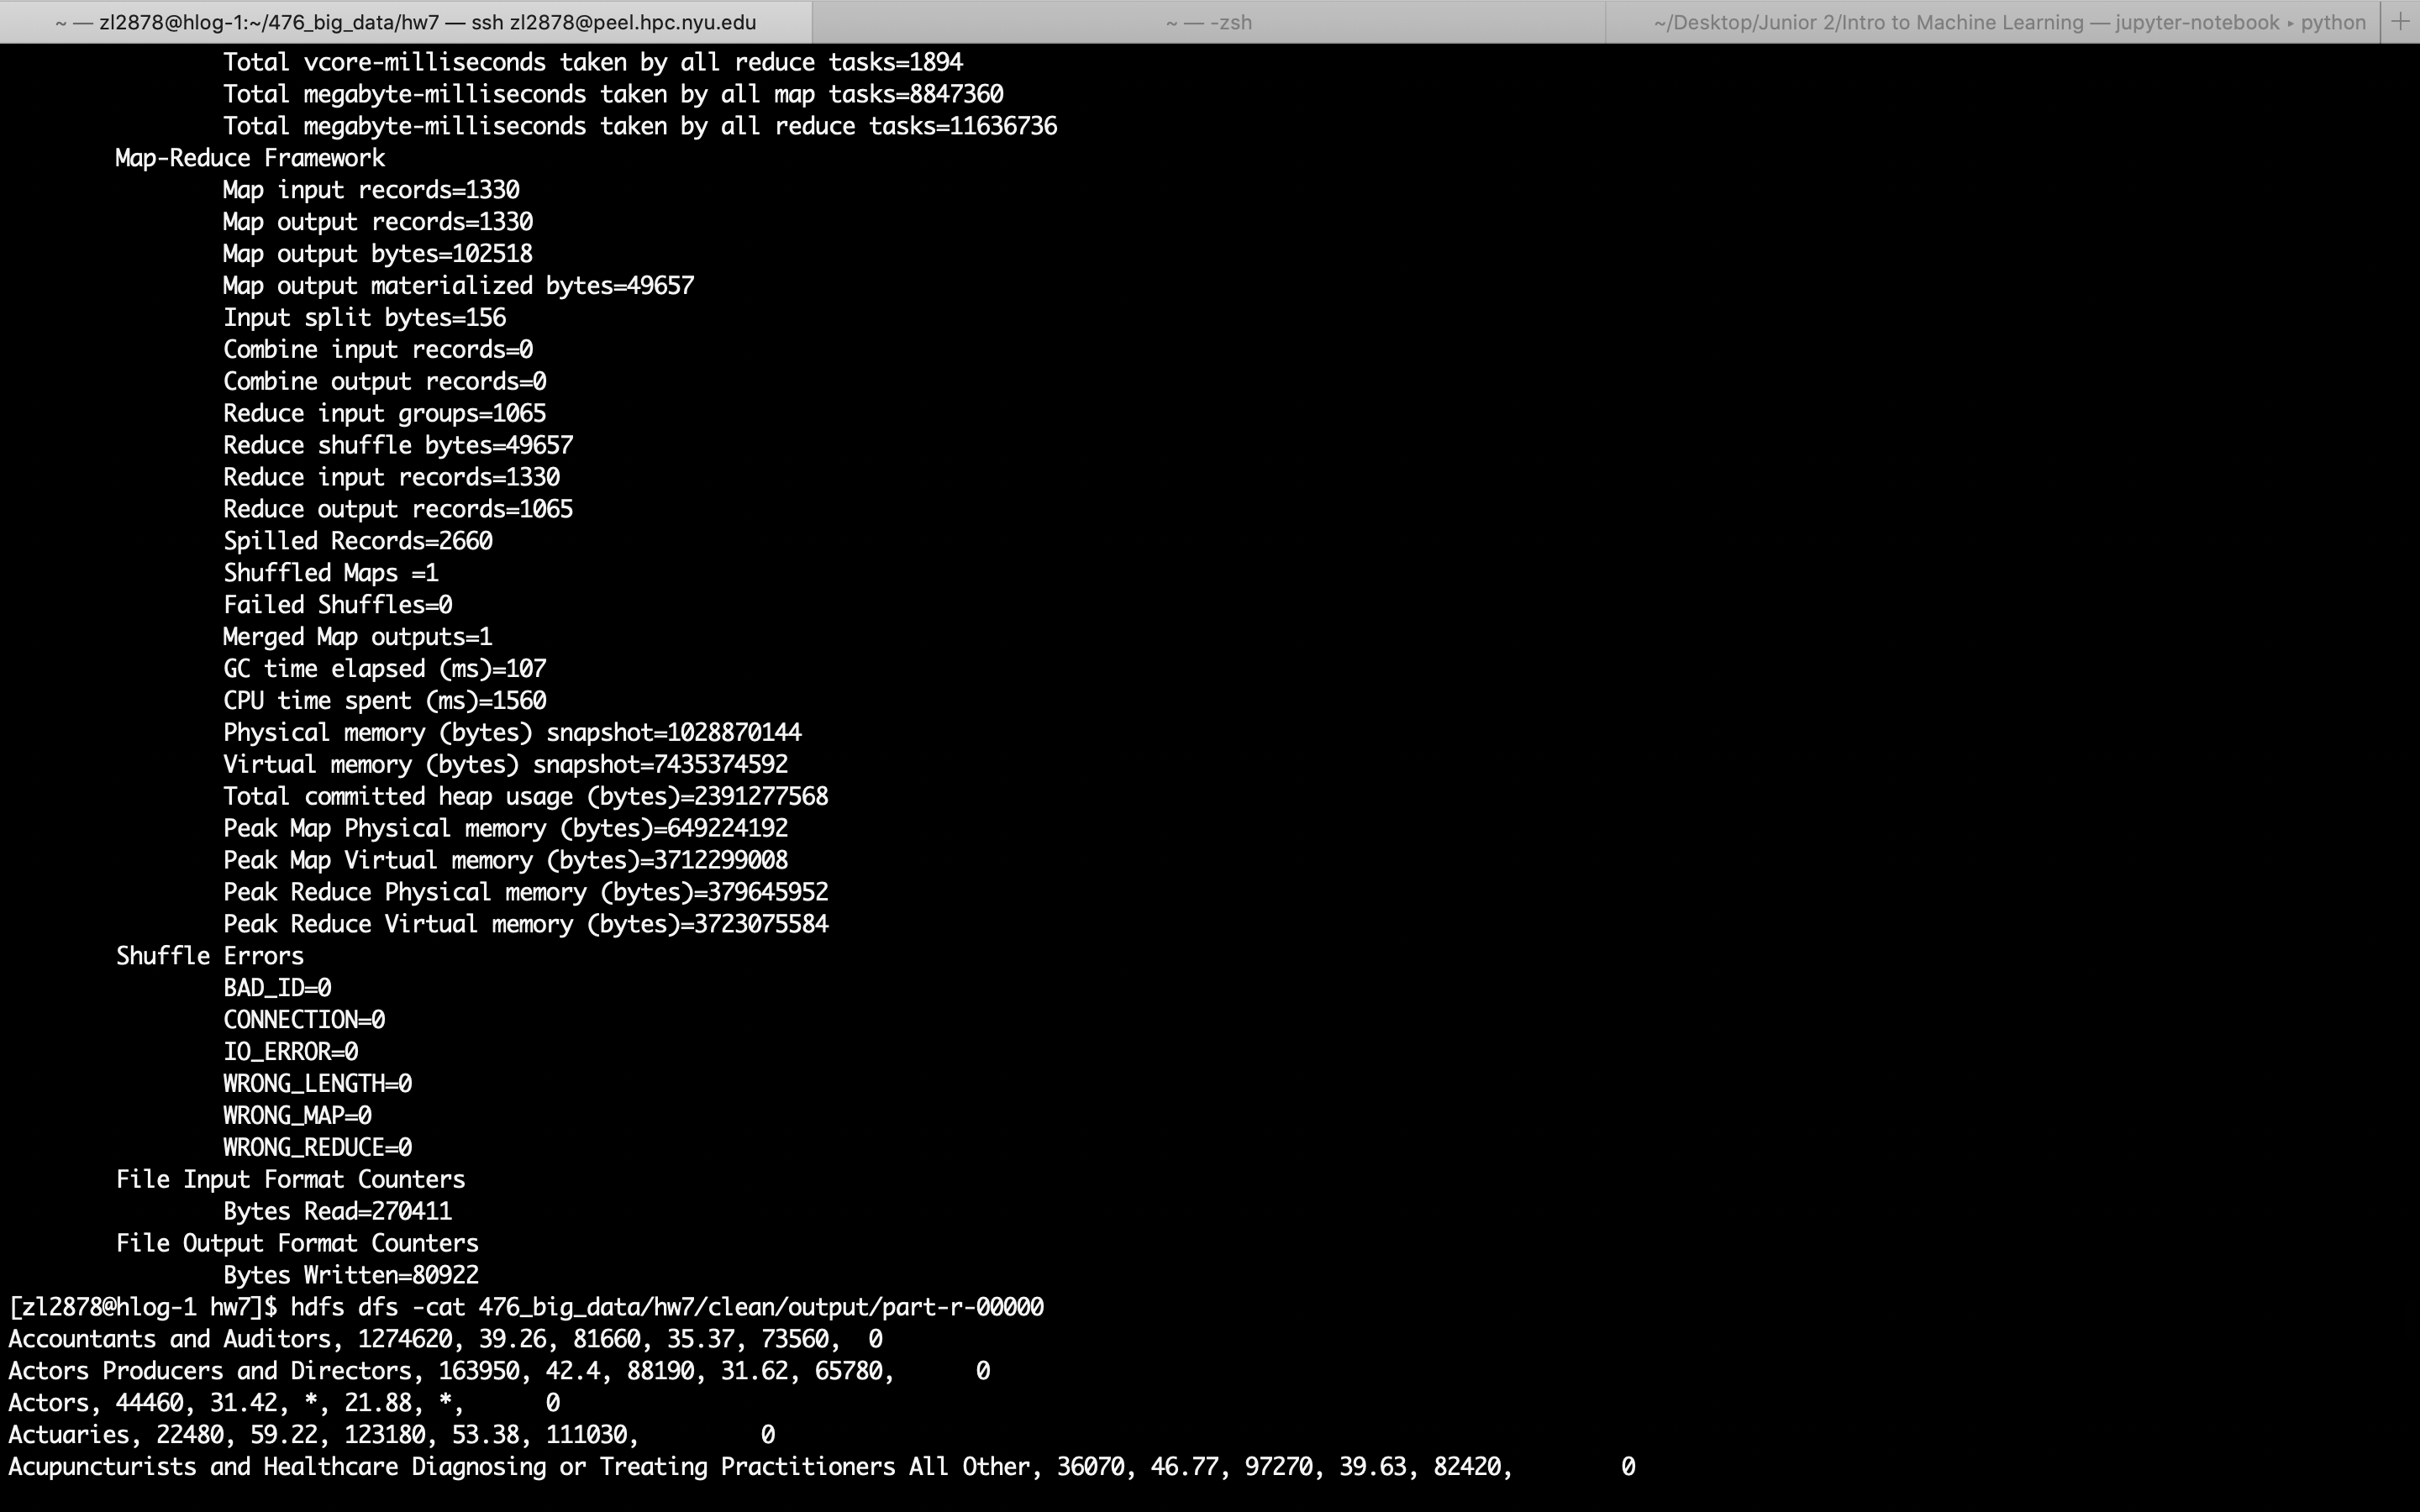 ~ — zl2878@hlog-1:~/476_big_data/hw7 — ssh zl2878@peel.hpc.nyu.edu
~ — -zsh
~/Desktop/Junior 2/Intro to Machine Learning — jupyter-notebook ▸ python
+
Total vcore-milliseconds taken by all reduce tasks=1894
Total megabyte-milliseconds taken by all map tasks=8847360
Total megabyte-milliseconds taken by all reduce tasks=11636736
Map-Reduce Framework
Map input records=1330
Map output records=1330
Map output bytes=102518
Map output materialized bytes=49657
Input split bytes=156
Combine input records=0
Combine output records=0
Reduce input groups=1065
Reduce shuffle bytes=49657
Reduce input records=1330
Reduce output records=1065
Spilled Records=2660
Shuffled Maps =1
Failed Shuffles=0
Merged Map outputs=1
GC time elapsed (ms)=107
CPU time spent (ms)=1560
Physical memory (bytes) snapshot=1028870144
Virtual memory (bytes) snapshot=7435374592
Total committed heap usage (bytes)=2391277568
Peak Map Physical memory (bytes)=649224192
Peak Map Virtual memory (bytes)=3712299008
Peak Reduce Physical memory (bytes)=379645952
Peak Reduce Virtual memory (bytes)=3723075584
Shuffle Errors
BAD_ID=0
CONNECTION=0
IO_ERROR=0
WRONG_LENGTH=0
WRONG_MAP=0
WRONG_REDUCE=0
File Input Format Counters
Bytes Read=270411
File Output Format Counters
Bytes Written=80922
[zl2878@hlog-1 hw7]$ hdfs dfs -cat 476_big_data/hw7/clean/output/part-r-00000
Accountants and Auditors, 1274620, 39.26, 81660, 35.37, 73560,  0
Actors Producers and Directors, 163950, 42.4, 88190, 31.62, 65780,      0
Actors, 44460, 31.42, *, 21.88, *,      0
Actuaries, 22480, 59.22, 123180, 53.38, 111030,         0
Acupuncturists and Healthcare Diagnosing or Treating Practitioners All Other, 36070, 46.77, 97270, 39.63, 82420,        0